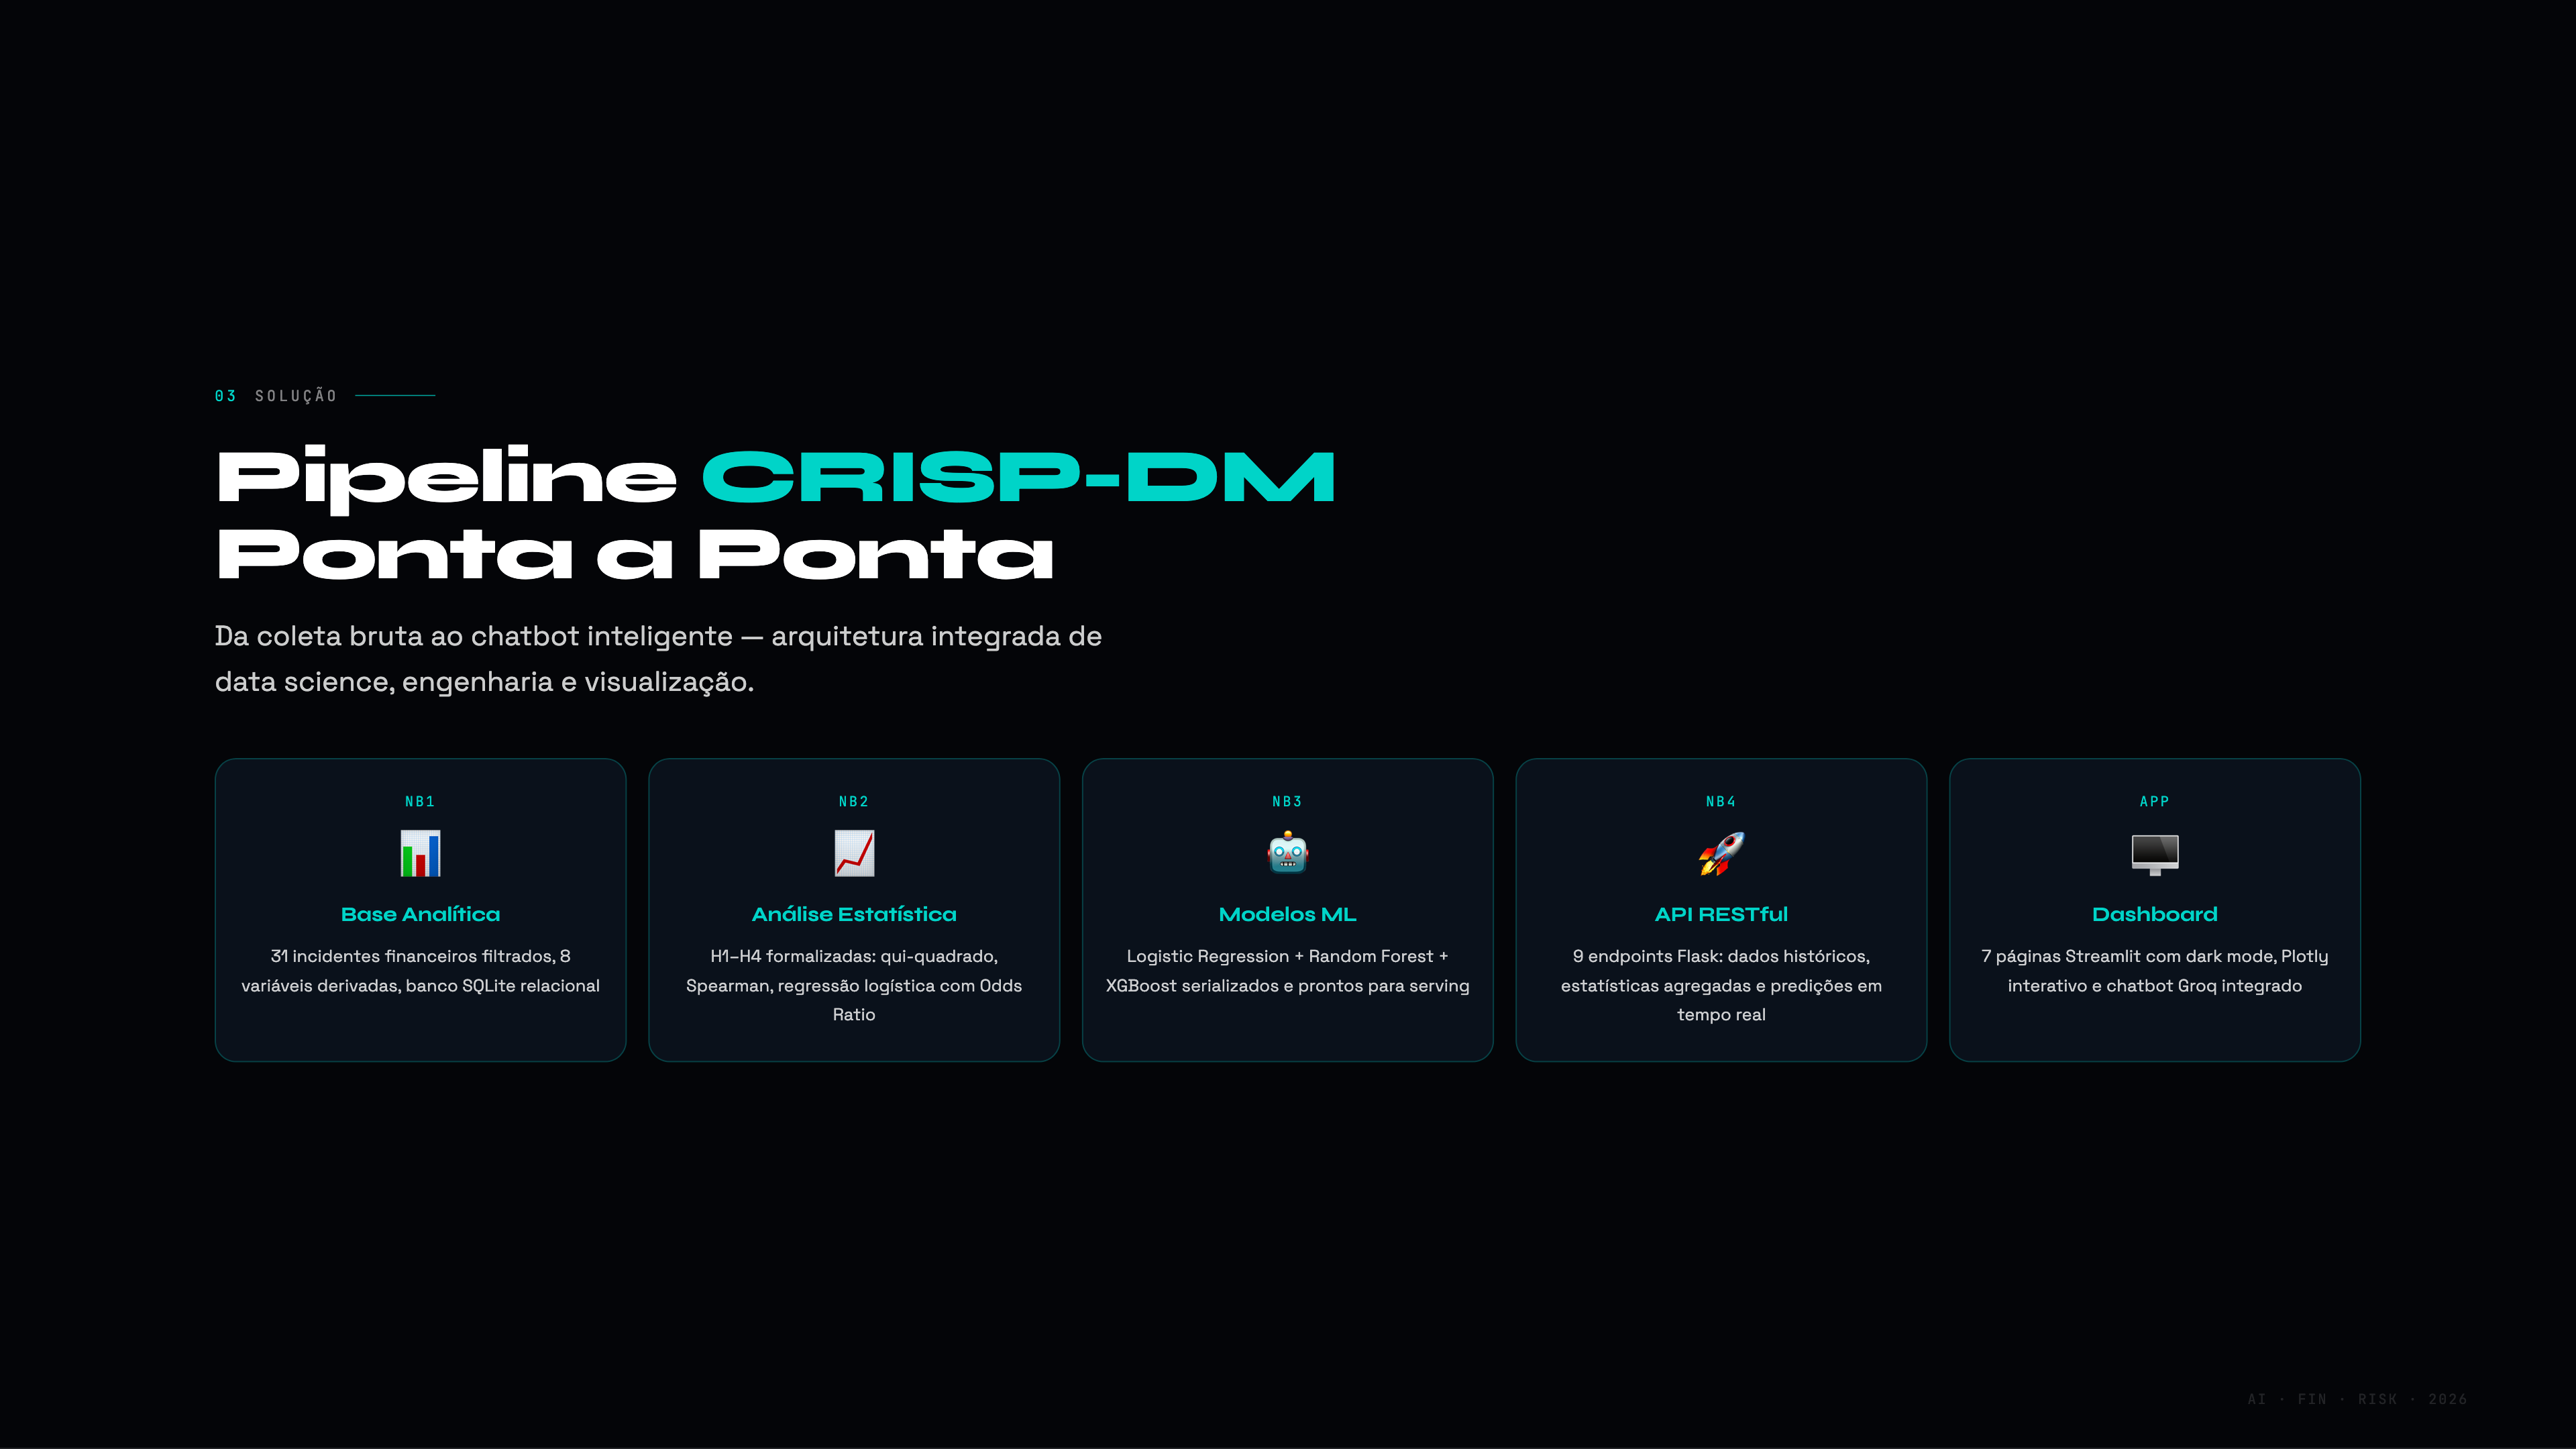 03 SOLUÇÃO
Pipeline CRISP-DM
Ponta a Ponta
Da coleta bruta ao chatbot inteligente — arquitetura integrada de
data science, engenharia e visualização.
NB1
Base Analítica
31 incidentes financeiros filtrados, 8
variáveis derivadas, banco SQLite relacional
NB2
Análise Estatística
H1–H4 formalizadas: qui-quadrado,
Spearman, regressão logística com Odds
Ratio
NB3
Modelos ML
Logistic Regression + Random Forest +
XGBoost serializados e prontos para serving
NB4
API RESTful
9 endpoints Flask: dados históricos,
estatísticas agregadas e predições em
tempo real
APP
Dashboard
7 páginas Streamlit com dark mode, Plotly
interativo e chatbot Groq integrado
AI · FIN · RISK · 2026